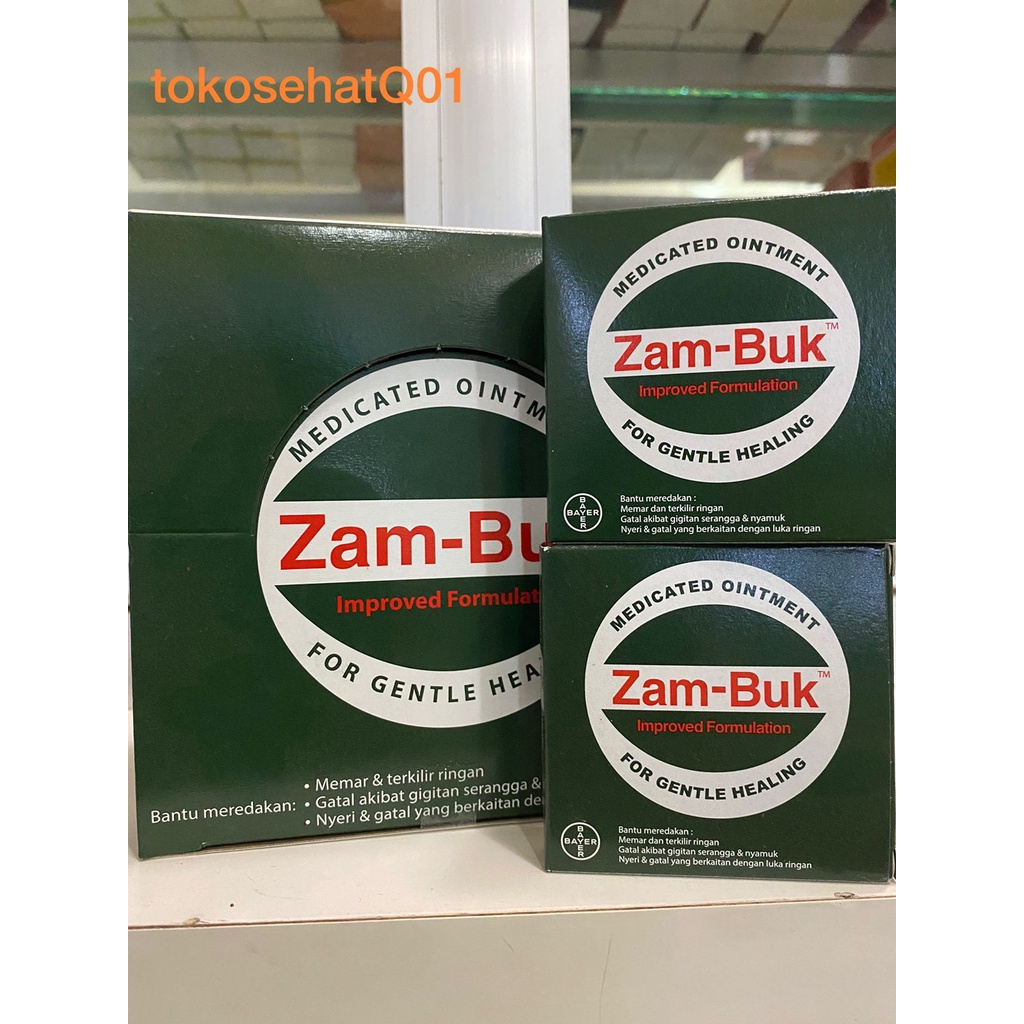 tokosehatQ01
MEDICATED OINTM
Zam-Bu
Improved Formulat
FOR GENTLE HEA
Bantu meredakan:
• Memar & terkilir ringan
• Gatal akibat gigitan serangga &
• Nyeri & gatal yang berkaitan de
MEDICATED OINTMENT
Zam-Buk™
Improved Formulation
FOR GENTLE HEALING
BAYER
BAYER
Bantu meredakan :
Memar dan terkilir ringan
Gatal akibat gigitan serangga & nyamuk
Nyeri & gatal yang berkaitan dengan luka ringan
MEDICATED OINTMENT
Zam-Buk™
Improved Formulation
FOR GENTLE HEALING
BAYER
BAYER
Bantu meredakan :
Memar dan terkilir ringan
Gatal akibat gigitan serangga & nyamuk
Nyeri & gatal yang berkaitan dengan luka ringan